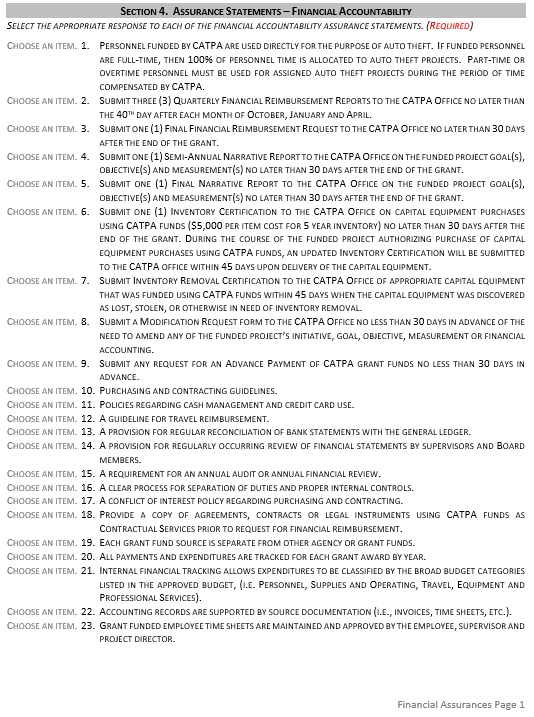 SECTION 4. ASSURANCE STATEMENTS – FINANCIAL ACCOUNTABILITY
SELECT THE APPROPRIATE RESPONSE TO EACH OF THE FINANCIAL ACCOUNTABILITY ASSURANCE STATEMENTS. (REQUIRED)
CHOOSE AN ITEM. 1. PERSONNEL FUNDED BY CATPA ARE USED DIRECTLY FOR THE PURPOSE OF AUTO THEFT. IF FUNDED PERSONNEL
ARE FULL-TIME, THEN 100% OF PERSONNEL TIME IS ALLOCATED TO AUTO THEFT PROJECTS. PART-TIME OR
OVERTIME PERSONNEL MUST BE USED FOR ASSIGNED AUTO THEFT PROJECTS DURING THE PERIOD OF TIME
COMPENSATED BY CATPA.
CHOOSE AN ITEM. 2. SUBMIT THREE (3) QUARTERLY FINANCIAL REIMBURSEMENT REPORTS TO THE CATPA OFFICE NO LATER THAN
THE 40TH DAY AFTER EACH MONTH OF OCTOBER, JANUARY AND APRIL.
CHOOSE AN ITEM. 3. SUBMIT ONE (1) FINAL FINANCIAL REIMBURSEMENT REQUEST TO THE CATPA OFFICE NO LATER THAN 30 DAYS
AFTER THE END OF THE GRANT.
CHOOSE AN ITEM. 4. SUBMIT ONE (1) SEMI-ANNUAL NARRATIVE REPORT TO THE CATPA OFFICE ON THE FUNDED PROJECT GOAL(S),
OBJECTIVE(S) AND MEASUREMENT(S) NO LATER THAN 30 DAYS AFTER THE END OF THE GRANT.
CHOOSE AN ITEM. 5. SUBMIT ONE (1) FINAL NARRATIVE REPORT TO THE CATPA OFFICE ON THE FUNDED PROJECT GOAL(S),
OBJECTIVE(S) AND MEASUREMENT(S) NO LATER THAN 30 DAYS AFTER THE END OF THE GRANT.
CHOOSE AN ITEM. 6. SUBMIT ONE (1) INVENTORY CERTIFICATION TO THE CATPA OFFICE ON CAPITAL EQUIPMENT PURCHASES
USING CATPA FUNDS ($5,000 PER ITEM COST FOR 5 YEAR INVENTORY) NO LATER THAN 30 DAYS AFTER THE
END OF THE GRANT. DURING THE COURSE OF THE FUNDED PROJECT AUTHORIZING PURCHASE OF CAPITAL
EQUIPMENT PURCHASES USING CATPA FUNDS, AN UPDATED INVENTORY CERTIFICATION WILL BE SUBMITTED
TO THE CATPA OFFICE WITHIN 45 DAYS UPON DELIVERY OF THE CAPITAL EQUIPMENT.
CHOOSE AN ITEM. 7. SUBMIT INVENTORY REMOVAL CERTIFICATION TO THE OFFICE OF APPROPRIATE CAPITAL EQUIPMENT
THAT WAS FUNDED USING CATPA FUNDS WITHIN 45 DAYS WHEN THE CAPITAL EQUIPMENT WAS DISCOVERED
AS LOST, STOLEN, OR OTHERWISE IN NEED OF INVENTORY REMOVAL.
CHOOSE AN ITEM. 8. SUBMIT A MODIFICATION REQUEST FORM TO THE CATPA OFFICE NO LESS THAN 30 DAYS IN ADVANCE OF THE
NEED TO AMEND ANY OF THE FUNDED PROJECT'S INITIATIVE, GOAL, OBJECTIVE, MEASUREMENT OR FINANCIAL
ACCOUNTING.
CHOOSE AN ITEM. 9. SUBMIT ANY REQUEST FOR AN ADVANCE PAYMENT OF CATPA GRANT FUNDS NO LESS THAN 30 DAYS IN
ADVANCE.
CHOOSE AN ITEM. 10. PURCHASING AND CONTRACTING GUIDELINES.
CHOOSE AN ITEM. 11. POLICIES REGARDING CASH MANAGEMENT AND CREDIT CARD USE.
CHOOSE AN ITEM. 12. A GUIDELINE FOR TRAVEL REIMBURSEMENT.
CHOOSE AN ITEM. 13. A PROVISION FOR REGULAR RECONCILIATION OF BANK STATEMENTS WITH THE GENERAL LEDGER.
CHOOSE AN ITEM. 14. A PROVISION FOR REGULARLY OCCURRING REVIEW OF FINANCIAL STATEMENTS BY SUPERVISORS AND BOARD
MEMBERS.
CHOOSE AN ITEM. 15. A REQUIREMENT FOR AN ANNUAL AUDIT OR ANNUAL FINANCIAL REVIEW.
CHOOSE AN ITEM. 16. A CLEAR PROCESS FOR SEPARATION OF DUTIES AND PROPER INTERNAL CONTROLS.
CHOOSE AN ITEM. 17. A CONFLICT OF INTEREST POLICY REGARDING PURCHASING AND CONTRACTING.
CHOOSE AN ITEM. 18. PROVIDE A COPY OF AGREEMENTS, CONTRACTS OR LEGAL INSTRUMENTS USING CATPA FUNDS AS
CONTRACTUAL SERVICES PRIOR TO REQUEST FOR FINANCIAL REIMBURSEMENT.
CHOOSE AN ITEM. 19. EACH GRANT FUND SOURCE IS SEPARATE FROM OTHER AGENCY OR GRANT FUNDS.
CHOOSE AN ITEM. 20. ALL PAYMENTS AND EXPENDITURES ARE TRACKED FOR EACH GRANT AWARD BY YEAR.
CHOOSE AN ITEM. 21. INTERNAL FINANCIAL TRACKING ALLOWS EXPENDITURES TO BE CLASSIFIED BY THE BROAD BUDGET CATEGORIES
LISTED IN THE APPROVED BUDGET, (I.E. PERSONNEL, SUPPLIES AND OPERATING, TRAVEL, EQUIPMENT AND
PROFESSIONAL SERVICES).
CHOOSE AN ITEM. 22. ACCOUNTING RECORDS ARE SUPPORTED BY SOURCE DOCUMENTATION (I.E., INVOICES, TIME SHEETS, ETC.).
CHOOSE AN ITEM. 23. GRANT FUNDED EMPLOYEE TIME SHEETS ARE MAINTAINED AND APPROVED BY THE EMPLOYEE, SUPERVISOR AND
PROJECT DIRECTOR.
Financial Assurances Page 1